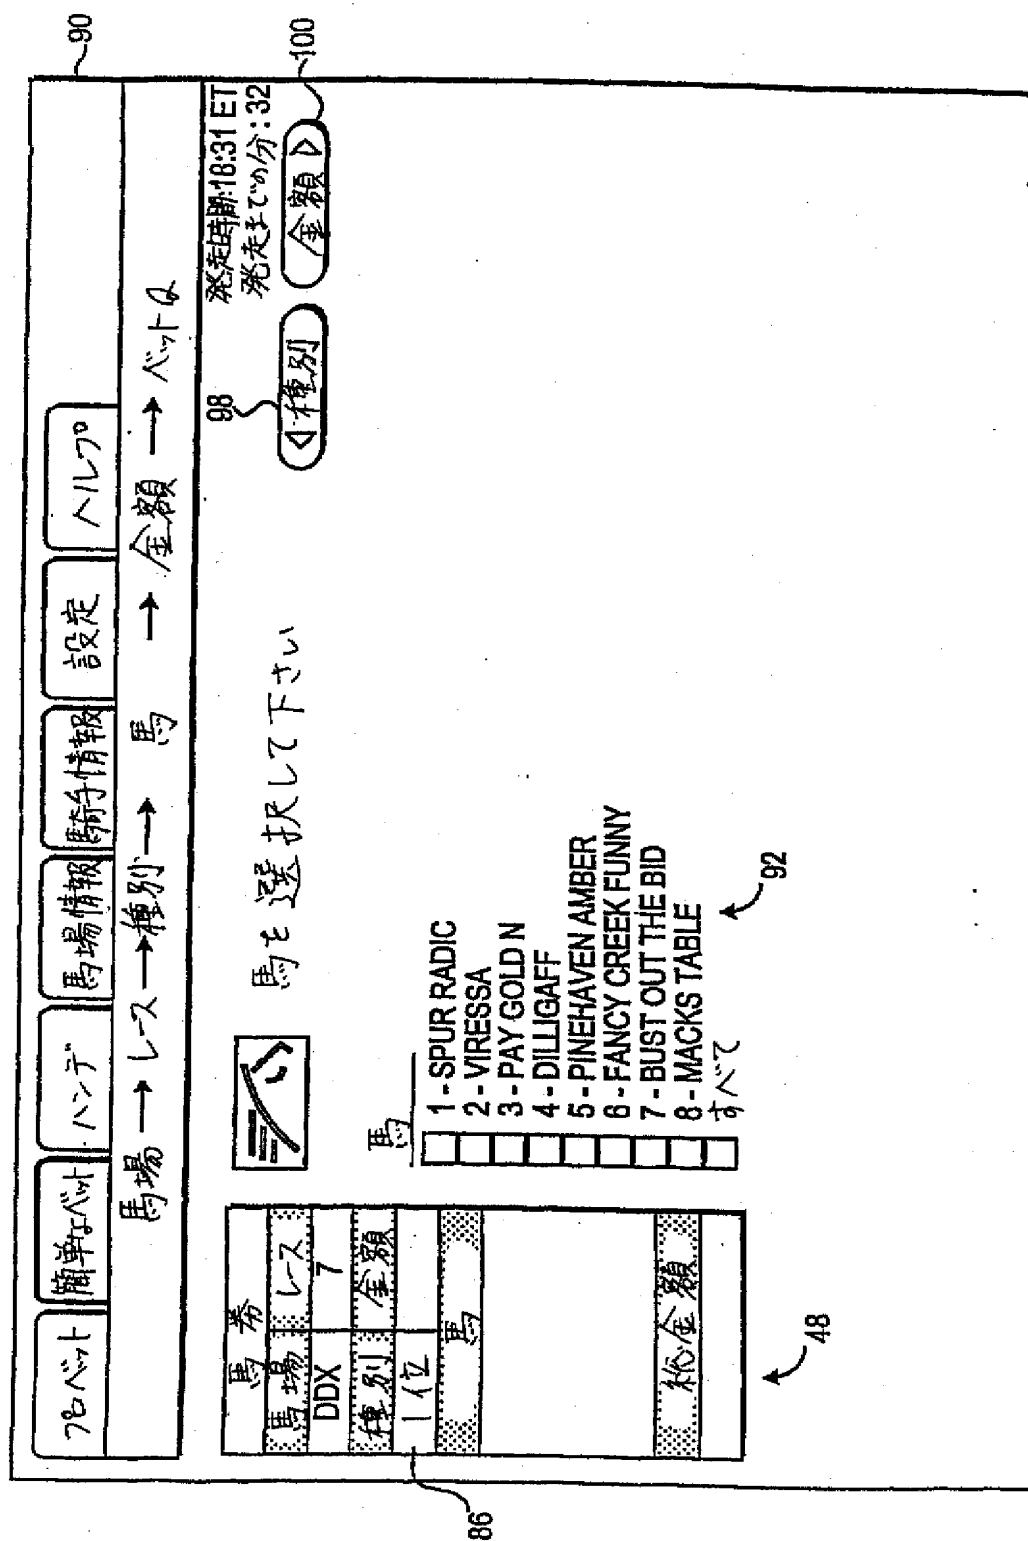 90
プロベット 簡単なベット ハンデ 馬場情報 騎手情報 設定 ヘルプ
馬場 → レース → 種別 → 馬 → 金額 → ベットQ
発走時間:18:31 ET
発走までの分:32
馬を選択して下さい
98
種別
金額
100
馬券
馬場 レース
DDX 7
種別 金額
1位
馬
総金額
86
48
馬
1 - SPUR RADIC
2 - VIRESSA
3 - PAY GOLD N
4 - DILLIGAFF
5 - PINEHAVEN AMBER
6 - FANCY CREEK FUNNY
7 - BUST OUT THE BID
8 - MACKS TABLE
すべて
92